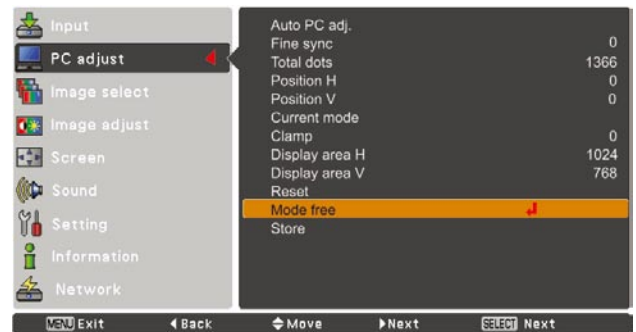 Input
PC adjust
Image select
Image adjust
Screen
Sound
Setting
Information
Network
Auto PC adj.
Fine sync 0
Total dots 1366
Position H 0
Position V 0
Current mode
Clamp 0
Display area H 1024
Display area V 768
Reset
Mode free
Store
MENU Exit Back Move Next SELECT Next